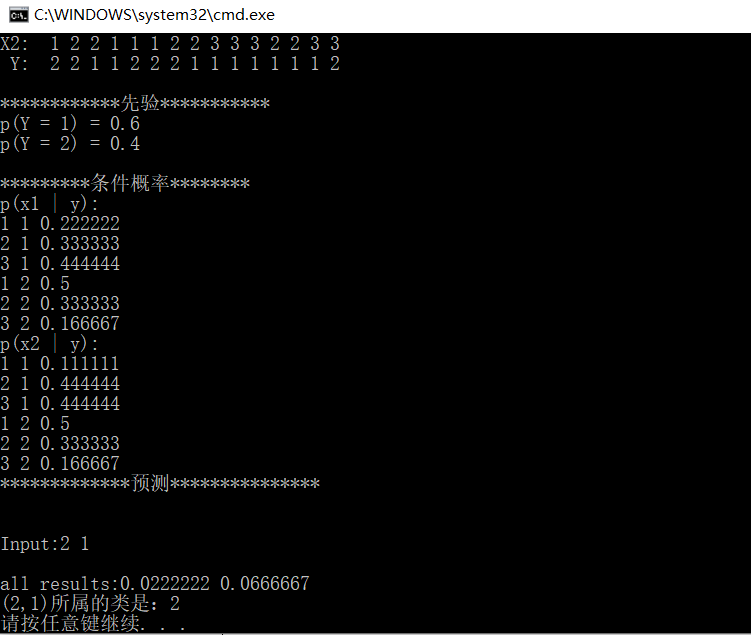 C:\WINDOWS\system32\cmd.exe
X2:  1 2 2 1 1 1 2 2 3 3 3 2 2 3 3
 Y:  2 2 1 1 2 2 2 1 1 1 1 1 1 1 2
************先验***********
p(Y = 1) = 0.6
p(Y = 2) = 0.4
*********条件概率********
p(x1 | y):
1 1 0.222222
2 1 0.333333
3 1 0.444444
1 2 0.5
2 2 0.333333
3 2 0.166667
p(x2 | y):
1 1 0.111111
2 1 0.444444
3 1 0.444444
1 2 0.5
2 2 0.333333
3 2 0.166667
*************预测***************
Input:2 1
all results:0.0222222 0.0666667
(2,1)所属的类是：2
请按任意键继续. . .